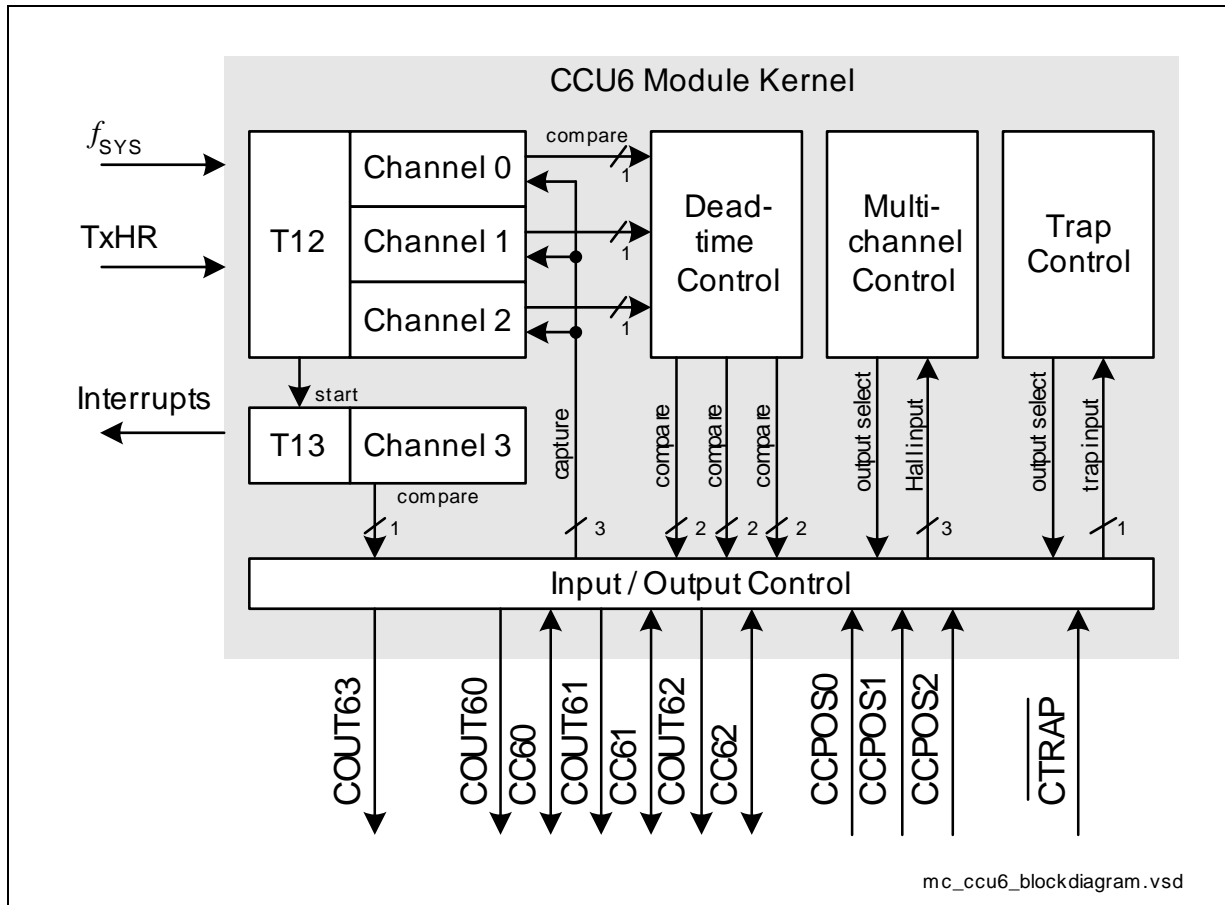 CCU6 Module Kernel
fSYS
TxHR
Interrupts
T12
Channel 0
Channel 1
Channel 2
compare
1
1
1
Dead-
time
Control
Multi-
channel
Control
Trap
Control
start
T13
Channel 3
compare
1
capture
3
compare
2
compare
2
compare
2
output select
Hall input
3
output select
trap input
1
Input / Output Control
COUT63
COUT60
CC60
COUT61
CC61
COUT62
CC62
CCPOS0
CCPOS1
CCPOS2
CTRAP
mc_ccu6_blockdiagram.vsd